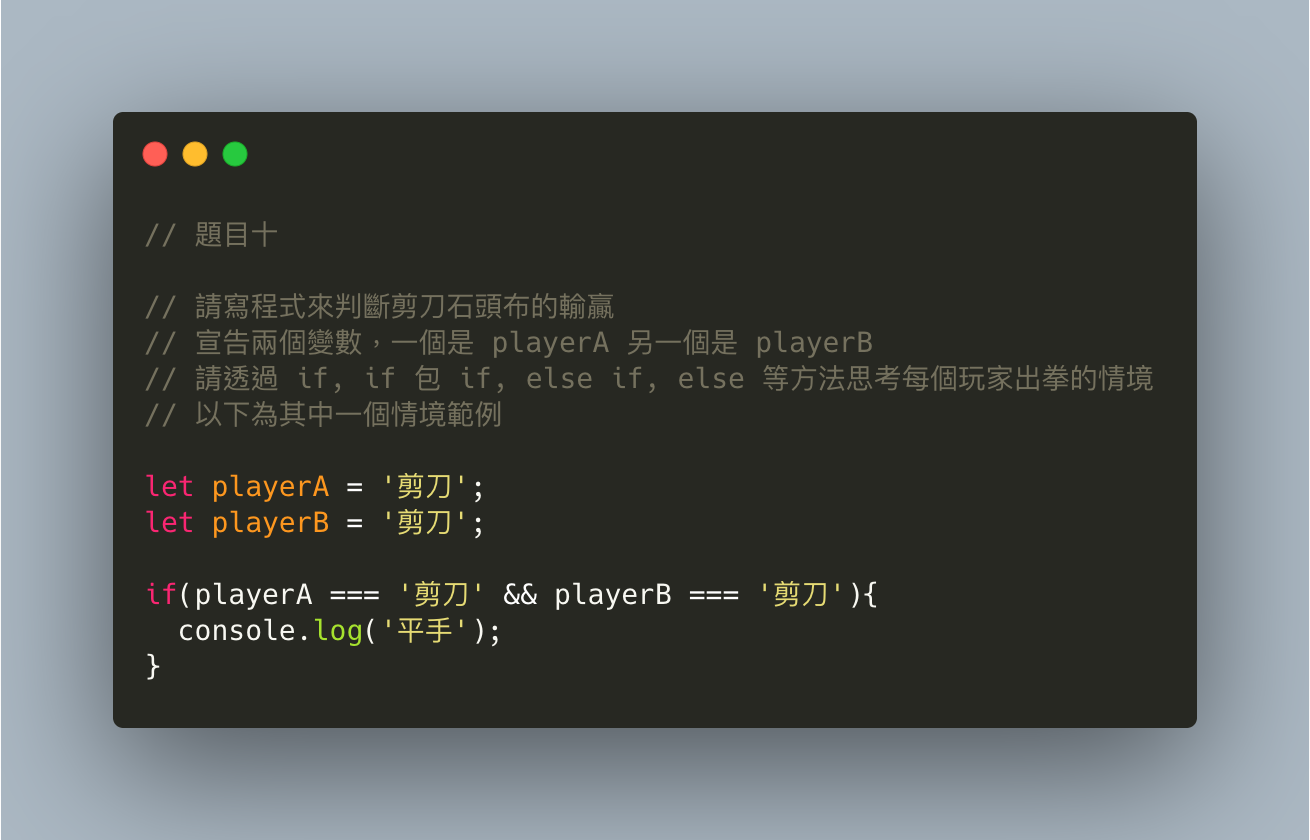 // 題目十
// 請寫程式來判斷剪刀石頭布的輸贏
// 宣告兩個變數，一個是 playerA 另一個是 playerB
// 請透過 if, if 包 if, else if, else 等方法思考每個玩家出拳的情境
// 以下為其中一個情境範例
let playerA = '剪刀';
let playerB = '剪刀';
if(playerA === '剪刀' && playerB === '剪刀'){
  console.log('平手');
}